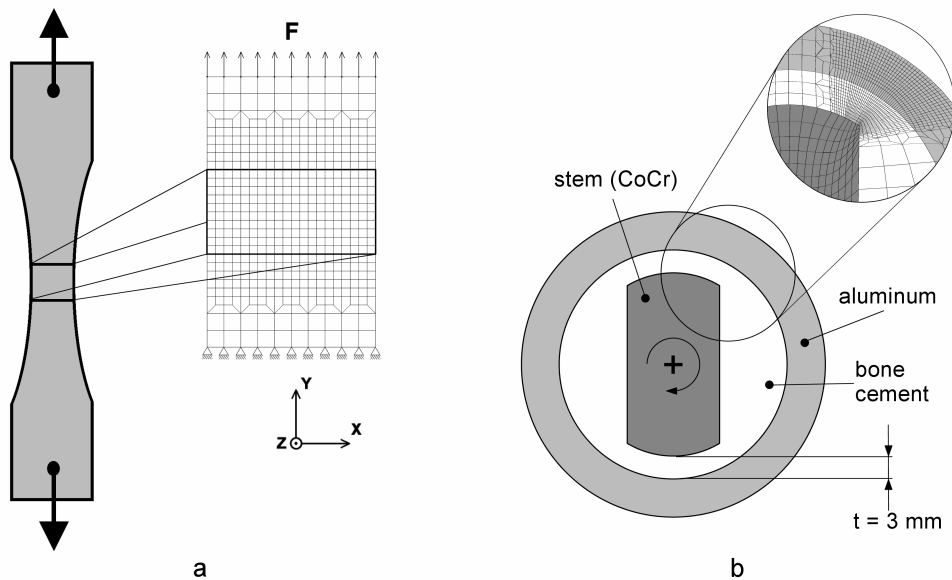 F
Y
X
Z
a
stem (CoCr)
aluminum
bone
cement
t = 3 mm
b